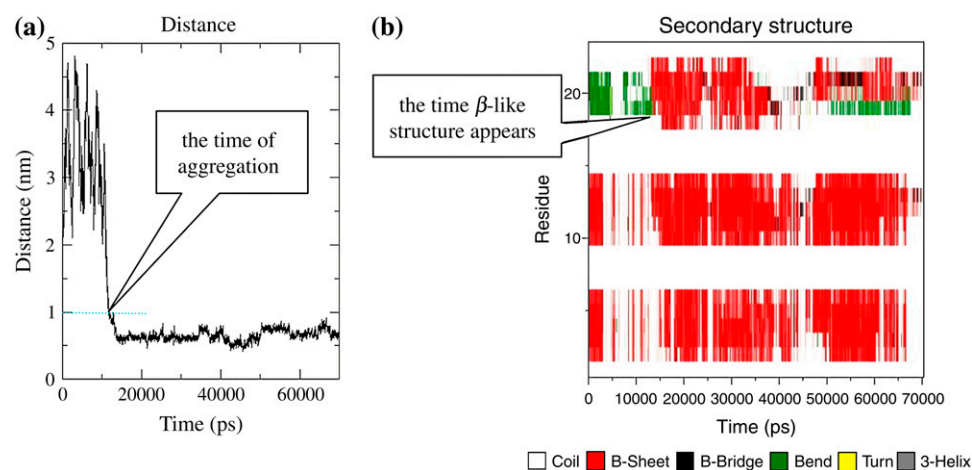 (a)
Distance
5
4
3
2
1
0
Distance (nm)
the time of
aggregation
0
20000
40000
60000
Time (ps)
(b)
Secondary structure
the time β-like
structure appears
20
10
Residue
0
10000
20000
30000
40000
50000
60000
70000
Time (ps)
Coil B-Sheet B-Bridge Bend Turn 3-Helix